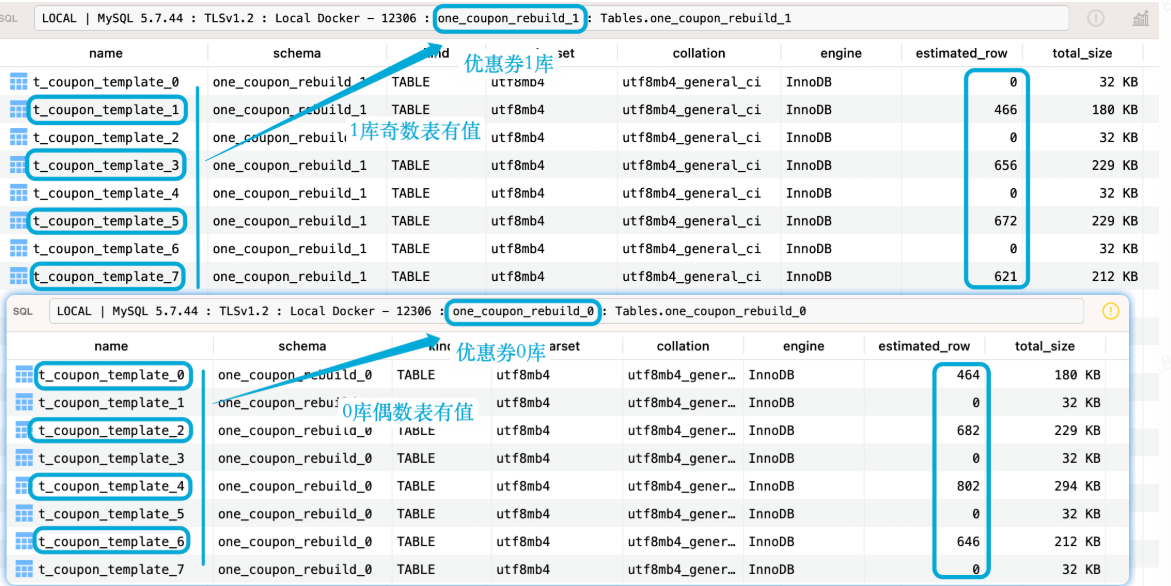 SQL LOCAL | MySQL 5.7.44 : TLSv1.2 : Local Docker – 12306 : one_coupon_rebuild_1 : Tables.one_coupon_rebuild_1
name schema kind set collation engine estimated_row total_size
优惠券1库
t_coupon_template_0 one_coupon_rebuild_1 TABLE utf8mb4 utf8mb4_general_ci InnoDB 0 32 KB
t_coupon_template_1 one_coupon_rebuild_1 TABLE utf8mb4 utf8mb4_general_ci InnoDB 466 180 KB
1库奇数表有值
t_coupon_template_2 one_coupon_rebuild utf8mb4 utf8mb4_general_ci InnoDB 0 32 KB
t_coupon_template_3 one_coupon_rebuild_1 TABLE utf8mb4 utf8mb4_general_ci InnoDB 656 229 KB
t_coupon_template_4 one_coupon_rebuild_1 TABLE utf8mb4 utf8mb4_general_ci InnoDB 0 32 KB
t_coupon_template_5 one_coupon_rebuild_1 TABLE utf8mb4 utf8mb4_general_ci InnoDB 672 229 KB
t_coupon_template_6 one_coupon_rebuild_1 TABLE utf8mb4 utf8mb4_general_ci InnoDB 0 32 KB
t_coupon_template_7 one_coupon_rebuild_1 TABLE utf8mb4 utf8mb4_general_ci InnoDB 621 212 KB
SQL LOCAL | MySQL 5.7.44 : TLSv1.2 : Local Docker – 12306 : one_coupon_rebuild_0 : Tables.one_coupon_rebuild_0
name schema kind arset collation engine estimated_row total_size
优惠券0库
t_coupon_template_0 one_coupon_rebuild_0 TABLE utf8mb4 utf8mb4_gener… InnoDB 464 180 KB
t_coupon_template_1 one_coupon_rebuild_0 TABLE utf8mb4 utf8mb4_gener… InnoDB 0 32 KB
0库偶数表有值
t_coupon_template_2 one_coupon_rebuild_0 TABLE utf8mb4 utf8mb4_gener… InnoDB 682 229 KB
t_coupon_template_3 one_coupon_rebuild_0 TABLE utf8mb4 utf8mb4_gener… InnoDB 0 32 KB
t_coupon_template_4 one_coupon_rebuild_0 TABLE utf8mb4 utf8mb4_gener… InnoDB 802 294 KB
t_coupon_template_5 one_coupon_rebuild_0 TABLE utf8mb4 utf8mb4_gener… InnoDB 0 32 KB
t_coupon_template_6 one_coupon_rebuild_0 TABLE utf8mb4 utf8mb4_gener… InnoDB 646 212 KB
t_coupon_template_7 one_coupon_rebuild_0 TABLE utf8mb4 utf8mb4_gener… InnoDB 0 32 KB